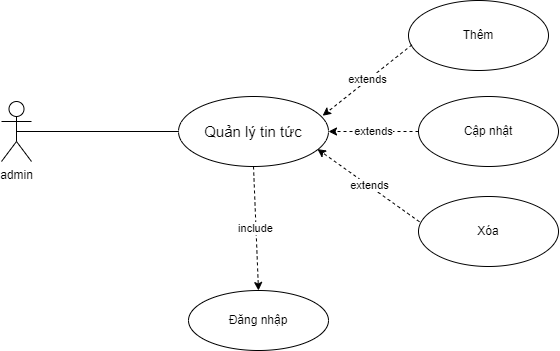 Thêm
extends
Quản lý tin tức
extends
Cập nhật
admin
extends
Xóa
include
Đăng nhập